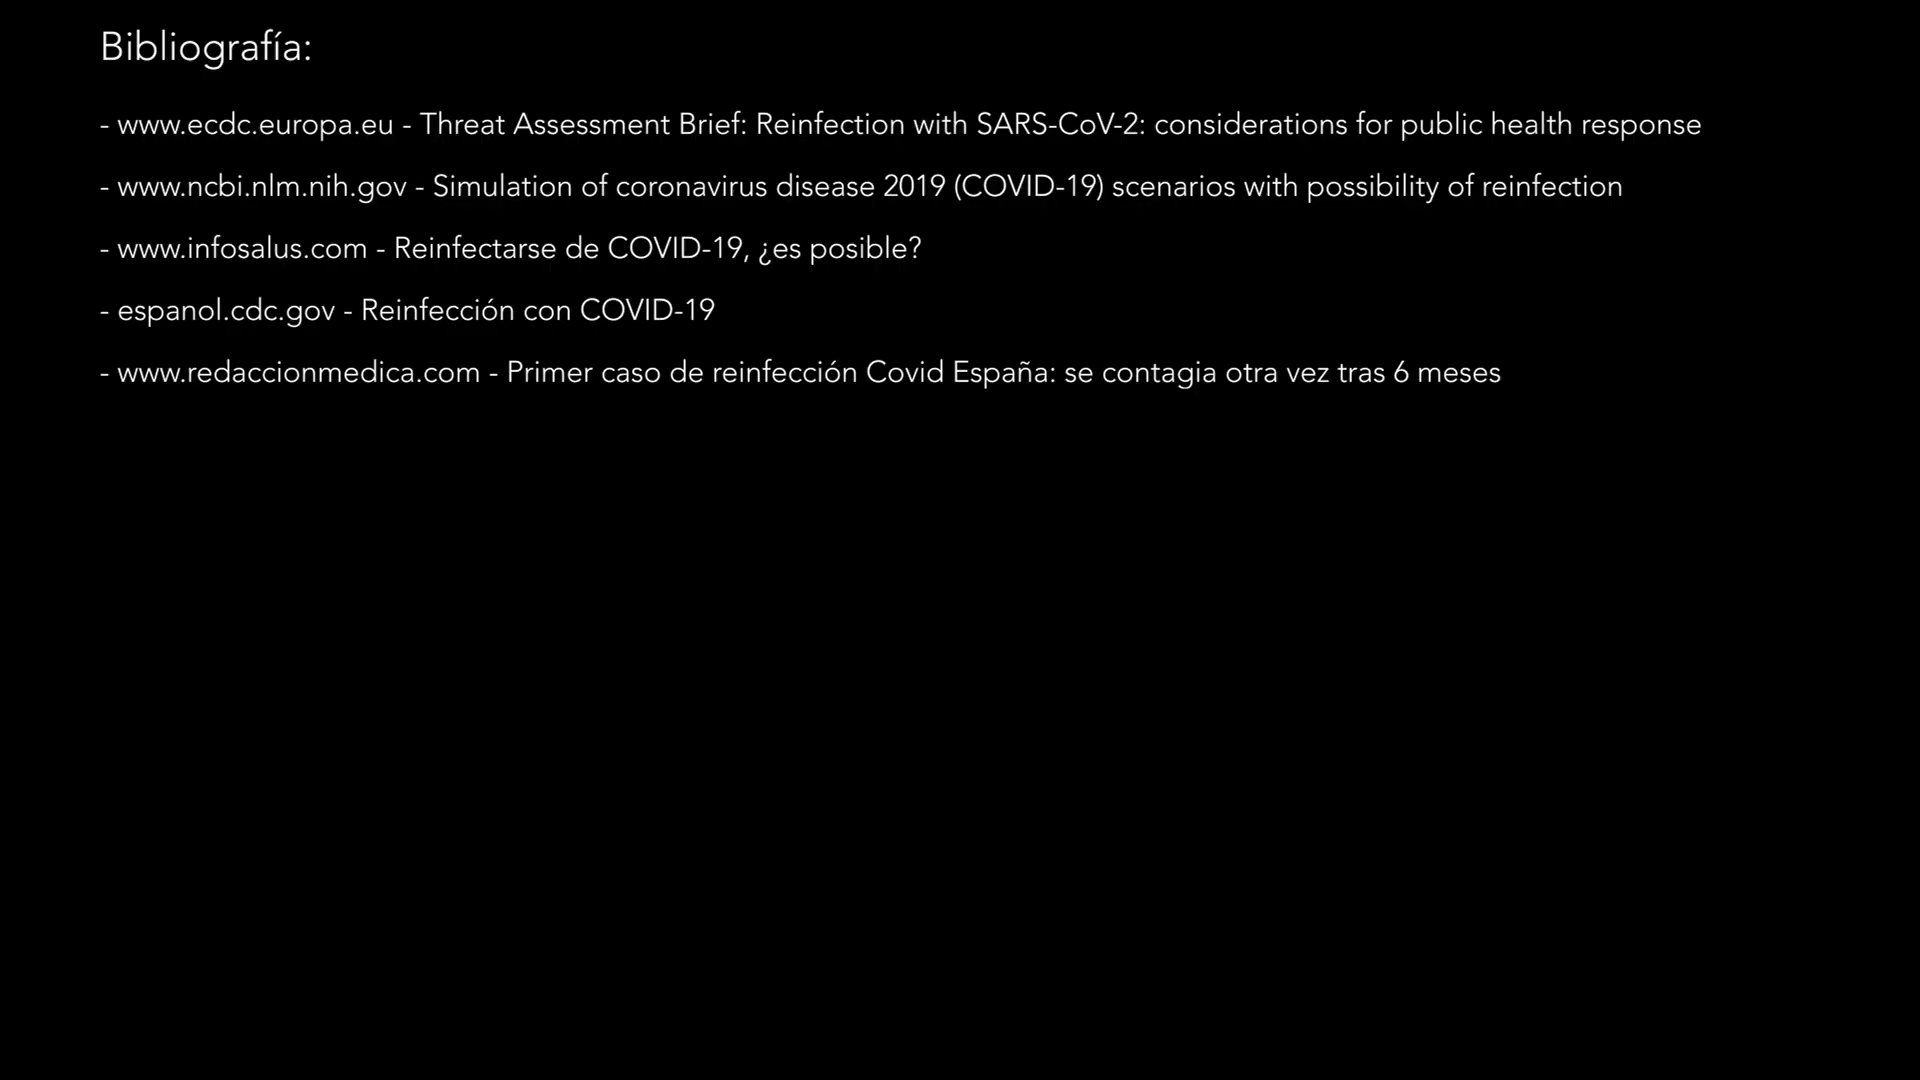 Bibliografía:
- www.ecdc.europa.eu - Threat Assessment Brief: Reinfection with SARS-CoV-2: considerations for public health response
- www.ncbi.nlm.nih.gov - Simulation of coronavirus disease 2019 (COVID-19) scenarios with possibility of reinfection
- www.infosalus.com - Reinfectarse de COVID-19, ¿es posible?
- espanol.cdc.gov - Reinfección con COVID-19
- www.redaccionmedica.com - Primer caso de reinfección Covid España: se contagia otra vez tras 6 meses